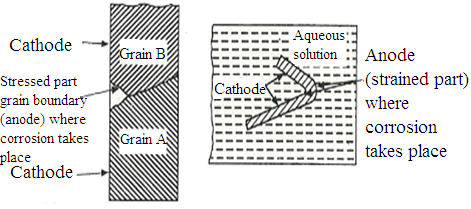 Cathode
Grain B
Stressed part
grain boundary
(anode) where
corrosion takes
place
Grain A
Cathode
Aqueous
solution
Cathode
Anode
(strained part)
where
corrosion
takes place